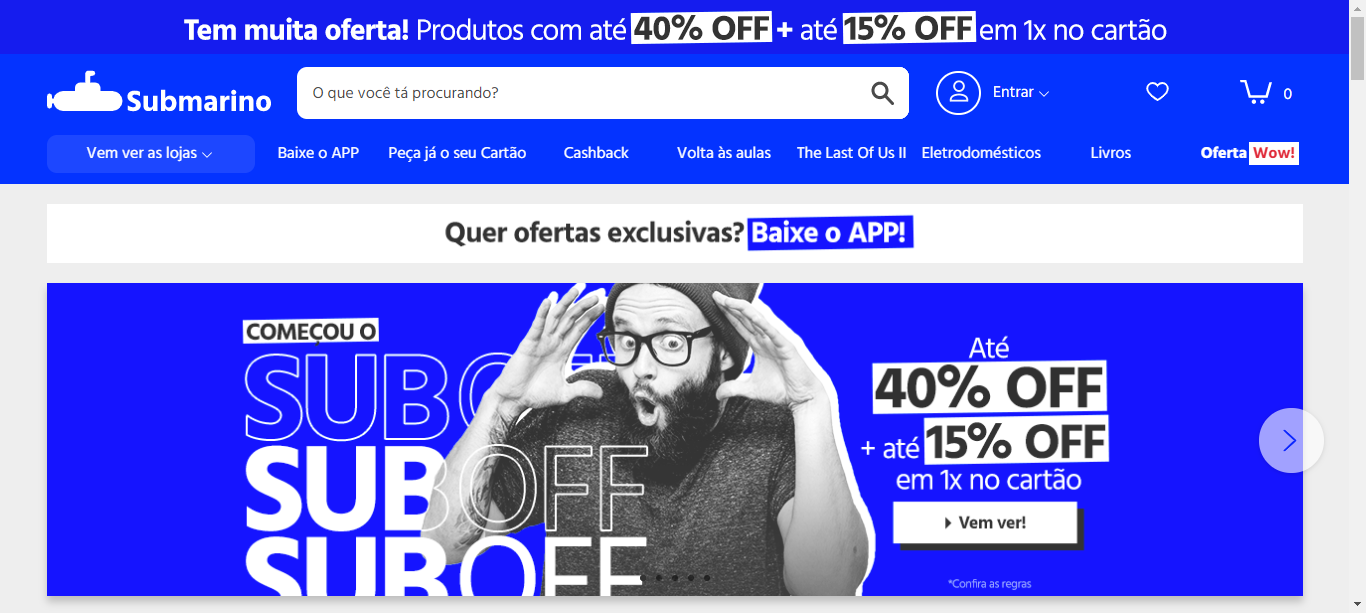 Tem muita oferta! Produtos com até 40% OFF + até 15% OFF em 1x no cartão
Submarino
O que você tá procurando?
Entrar
0
Vem ver as lojas
Baixe o APP
Peça já o seu Cartão
Cashback
Volta às aulas
The Last Of Us II
Eletrodomésticos
Livros
Oferta Wow!
Quer ofertas exclusivas? Baixe o APP!
COMEÇOU O
SUBOFF
SUBOFF
SUBOFF
Até
40% OFF
+ até 15% OFF
em 1x no cartão
Vem ver!
*Confira as regras